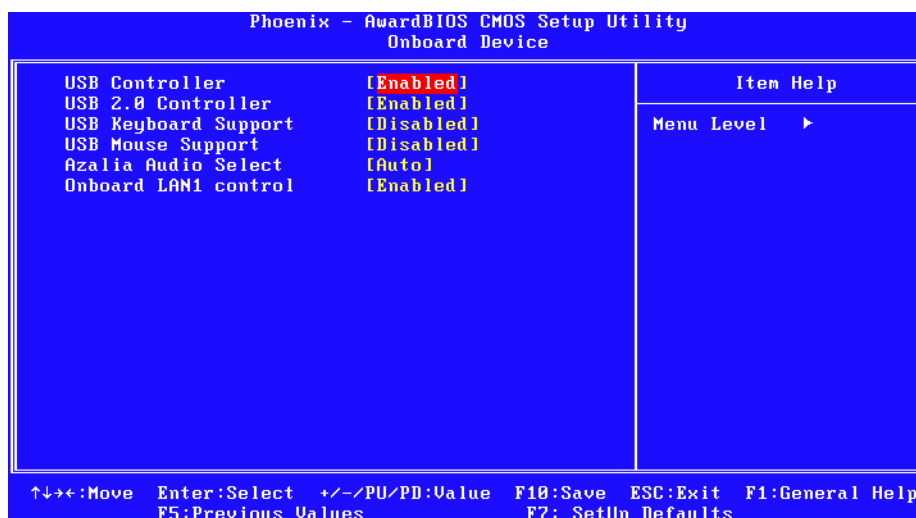 Phoenix - AwardBIOS CMOS Setup Utility
Onboard Device
USB Controller [Enabled]
USB 2.0 Controller [Enabled]
USB Keyboard Support [Disabled]
USB Mouse Support [Disabled]
Azalia Audio Select [Auto]
Onboard LAN1 control [Enabled]
Item Help
Menu Level ▶
↑↓→←:Move Enter:Select +/-/PU/PD:Value F10:Save ESC:Exit F1:General Help
F5:Previous Values F7: SetUp Defaults